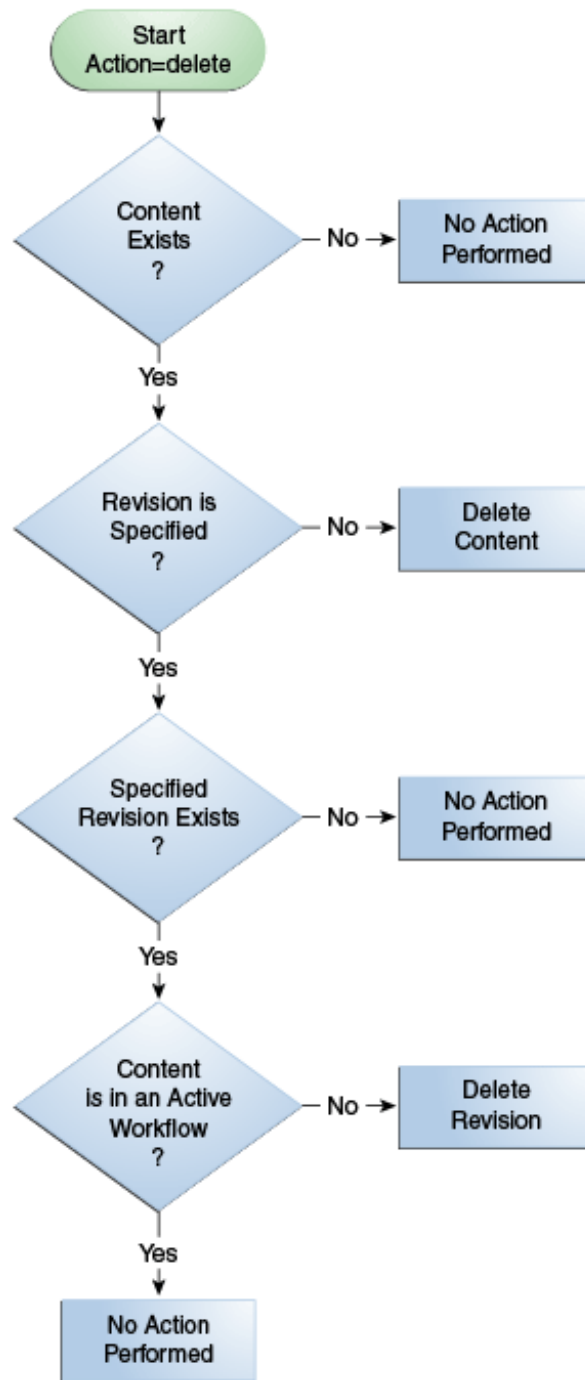 Start
Action=delete
Content
Exists
?
No
No Action
Performed
Yes
Revision is
Specified
?
No
Delete
Content
Yes
Specified
Revision Exists
?
No
No Action
Performed
Yes
Content
is in an Active
Workflow
?
No
Delete
Revision
Yes
No Action
Performed